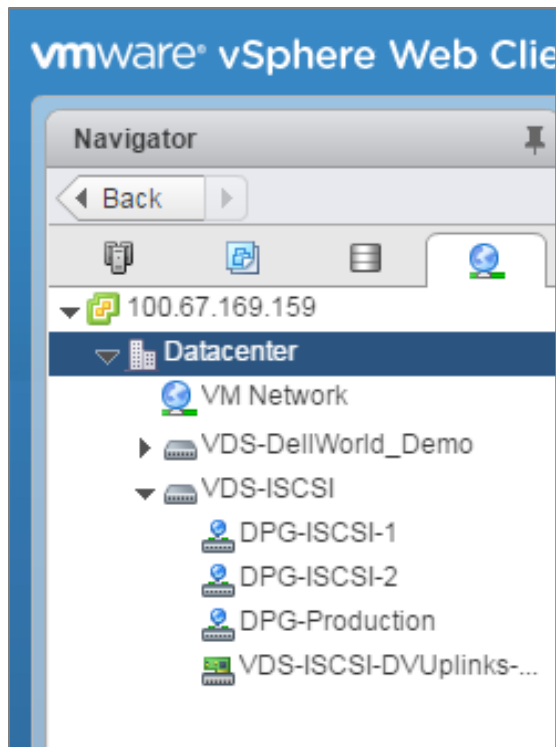 vmware® vSphere Web Clie
Navigator
Back
100.67.169.159
Datacenter
VM Network
VDS-DellWorld_Demo
VDS-ISCSI
DPG-ISCSI-1
DPG-ISCSI-2
DPG-Production
VDS-ISCSI-DVUplinks-...